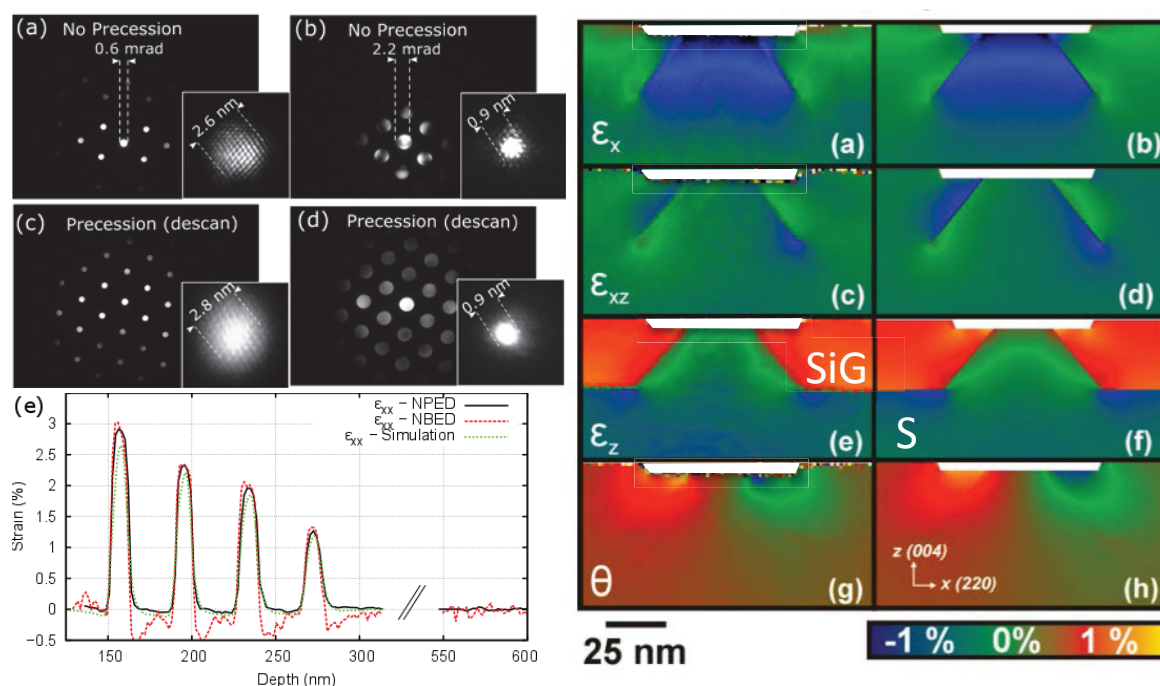 (a)
No Precession
0.6 mrad
2.6 nm
(b)
No Precession
2.2 mrad
0.9 nm
(c) Precession (descan)
2.8 nm
(d)
Precession (descan)
0.9 nm
(e)
εxx – NPED
εxx – NBED
εxx – Simulation
Strain (%)
3
2.5
2
1.5
1
0.5
0
−0.5
150
200
250
300
550
600
Depth (nm)
εx
(a)
(b)
εxz
(c)
(d)
SiG
εz
(e)
S
(f)
θ
(g)
z (004)
x (220)
(h)
25 nm
-1 % 0% 1 %